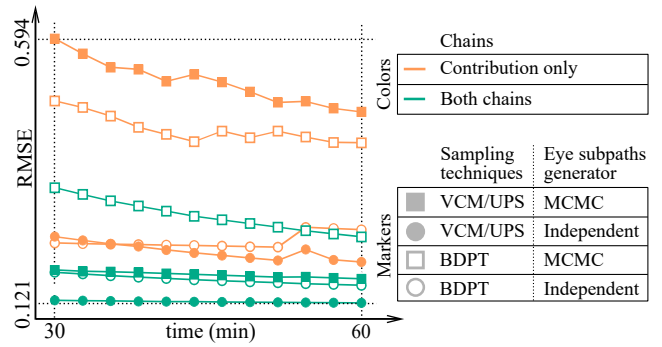 0.594
RMSE
0.121
30
time (min)
60
Colors
Chains
Contribution only
Both chains
Markers
Sampling techniques
Eye subpaths generator
VCM/UPS MCMC
VCM/UPS Independent
BDPT MCMC
BDPT Independent